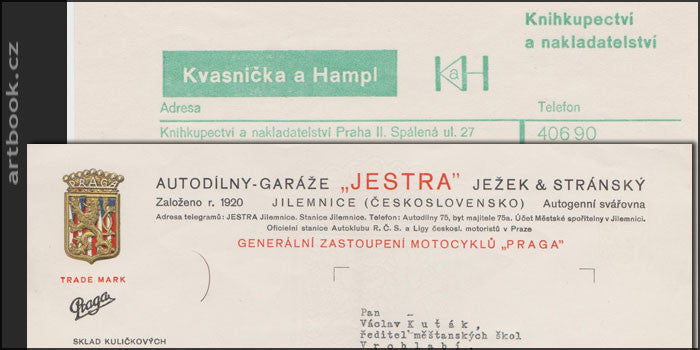 artbook.cz
Knihkupectví
a nakladatelství
Kvasnička a Hampl
KaH
Adresa
Telefon
Knihkupectví a nakladatelství Praha II. Spálená ul. 27
406 90
PRAGA
AUTODÍLNY-GARÁŽE „JESTRA” JEŽEK & STRÁNSKÝ
Založeno r. 1920 JILEMNICE (ČESKOSLOVENSKO) Autogenní svářovna
Adresa telegramů: JESTRA Jilemnice. Stanice Jilemnice. Telefon: Autodílny 75, byt majitele 75a. Účet Městské spořitelny v Jilemnici.
Oficielní stanice Autoklubu R. Č. S. a Ligy českosl. motoristů v Praze
GENERÁLNÍ ZASTOUPENÍ MOTOCYKLŮ „PRAGA”
TRADE MARK
Praga
SKLAD KULIČKOVÝCH
Pan
Václav Kuták,
ředitel měšťanských škol
Vrchlabí